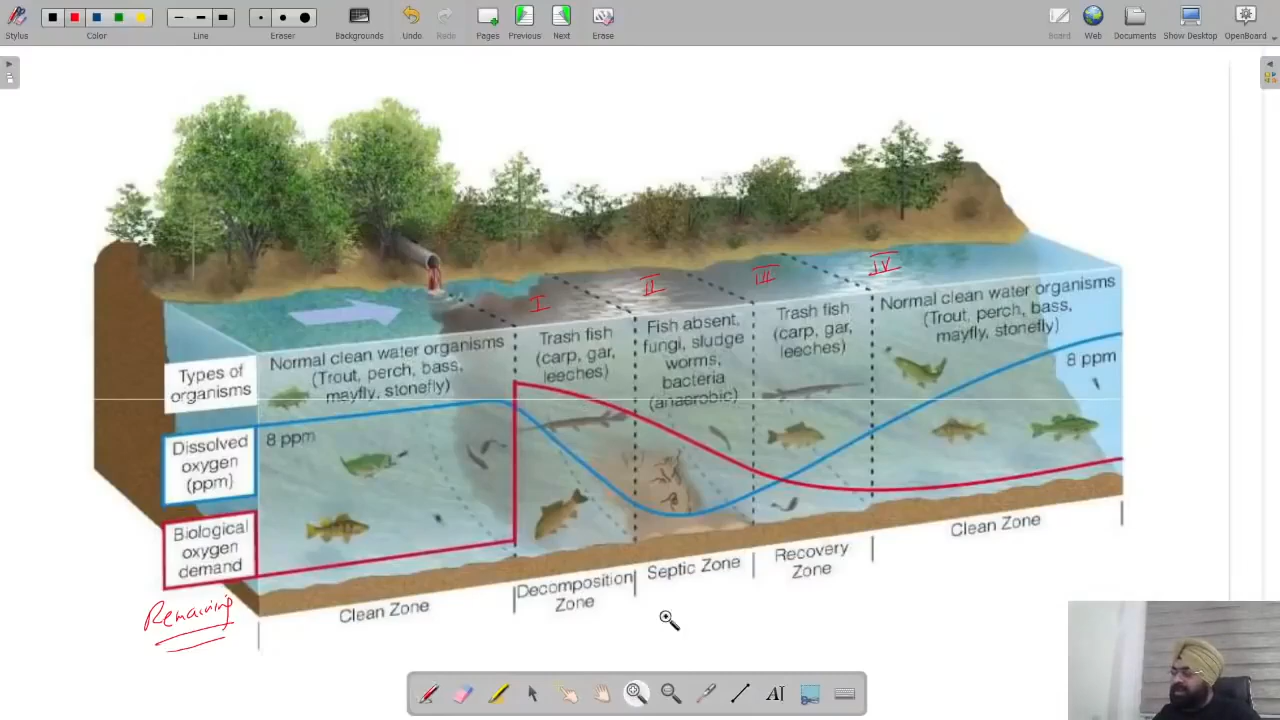 Stylus
Color
Line
Eraser
Backgrounds
Undo
Redo
Pages
Previous
Next
Erase
Board
Web
Documents
Show Desktop
OpenBoard
I
II
III
IV
Types of
organisms
Normal clean water organisms
(Trout, perch, bass,
mayfly, stonefly)
Trash fish
(carp, gar,
leeches)
Fish absent,
fungi, sludge
worms,
bacteria
(anaerobic)
Trash fish
(carp, gar,
leeches)
Normal clean water organisms
(Trout, perch, bass,
mayfly, stonefly)
Dissolved
oxygen
(ppm)
8 ppm
8 ppm
Biological
oxygen
demand
Remaining
Clean Zone
Decomposition
Zone
Septic Zone
Recovery
Zone
Clean Zone
AI